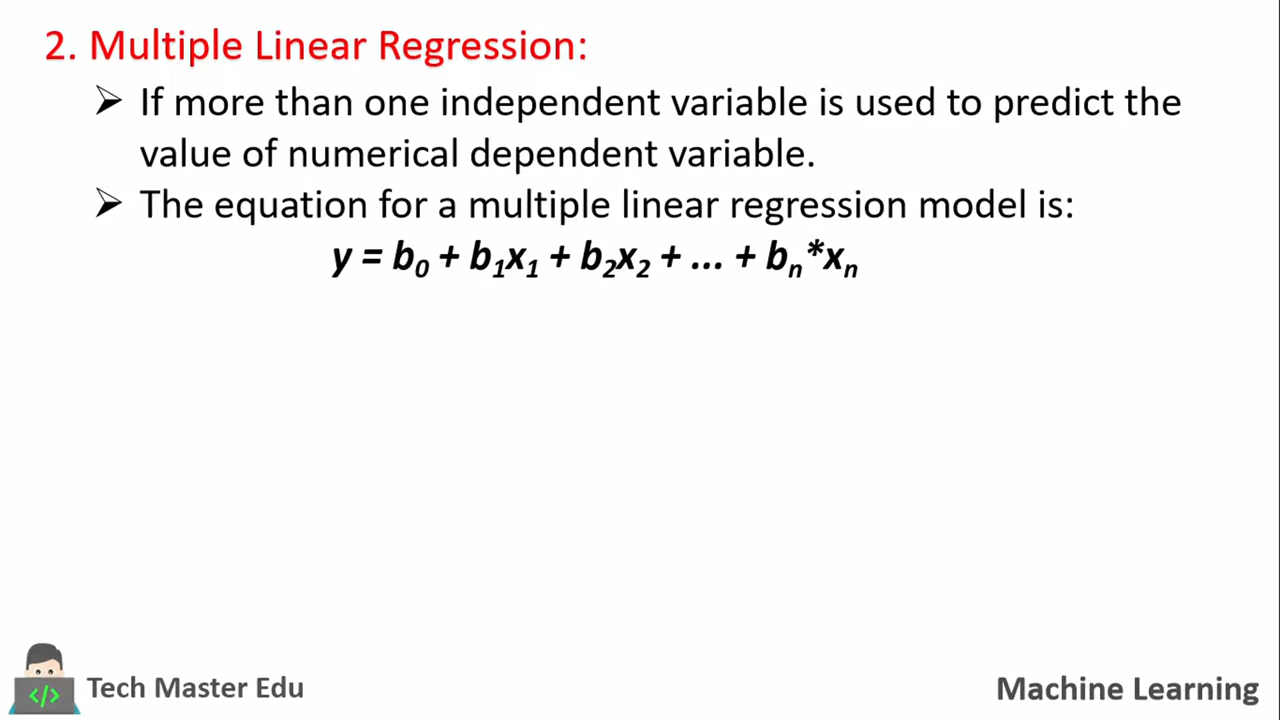 2. Multiple Linear Regression:
➢ If more than one independent variable is used to predict the
value of numerical dependent variable.
➢ The equation for a multiple linear regression model is:
y = b₀ + b₁x₁ + b₂x₂ + ... + bₙ*xₙ
</> Tech Master Edu
Machine Learning